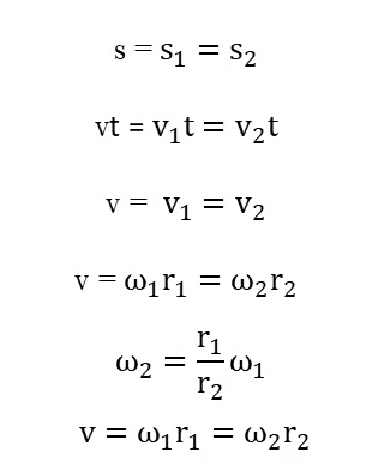 s = s₁ = s₂
vt = v₁t = v₂t
v = v₁ = v₂
v = ω₁r₁ = ω₂r₂
ω₂ = r₁/r₂ ω₁
v = ω₁r₁ = ω₂r₂